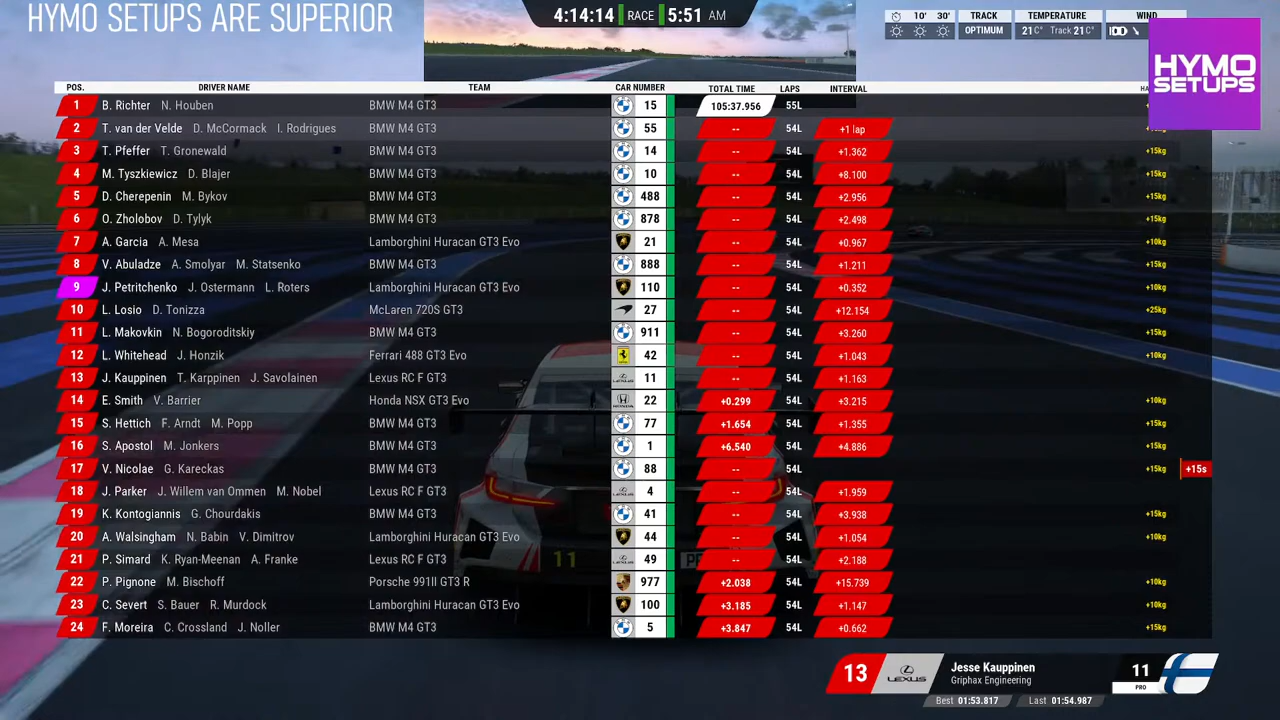 HYMO SETUPS ARE SUPERIOR
4:14:14 RACE 5:51 AM
10' 30' TRACK TEMPERATURE WIND
OPTIMUM 21C° Track 21C°
HYMO
SETUPS
POS. DRIVER NAME TEAM CAR NUMBER TOTAL TIME LAPS INTERVAL
1 B. Richter N. Houben BMW M4 GT3 15 105:37.956 55L
2 T. van der Velde D. McCormack I. Rodrigues BMW M4 GT3 55 -- 54L +1 lap
3 T. Pfeffer T. Gronewald BMW M4 GT3 14 -- 54L +1.362 +15kg
4 M. Tyszkiewicz D. Blajer BMW M4 GT3 10 -- 54L +8.100 +15kg
5 D. Cherepenin M. Bykov BMW M4 GT3 488 -- 54L +2.956 +15kg
6 O. Zholobov D. Tylyk BMW M4 GT3 878 -- 54L +2.498 +15kg
7 A. Garcia A. Mesa Lamborghini Huracan GT3 Evo 21 -- 54L +0.967 +10kg
8 V. Abuladze A. Smolyar M. Statsenko BMW M4 GT3 888 -- 54L +1.211 +15kg
9 J. Petritchenko J. Ostermann L. Roters Lamborghini Huracan GT3 Evo 110 -- 54L +0.352 +10kg
10 L. Losio D. Tonizza McLaren 720S GT3 27 -- 54L +12.154 +25kg
11 L. Makovkin N. Bogoroditskiy BMW M4 GT3 911 -- 54L +3.260 +15kg
12 L. Whitehead J. Honzik Ferrari 488 GT3 Evo 42 -- 54L +1.043 +10kg
13 J. Kauppinen T. Karppinen J. Savolainen Lexus RC F GT3 LEXUS 11 -- 54L +1.163
14 E. Smith V. Barrier Honda NSX GT3 Evo HONDA 22 +0.299 54L +3.215 +10kg
15 S. Hettich F. Arndt M. Popp BMW M4 GT3 77 +1.654 54L +1.355 +15kg
16 S. Apostol M. Jonkers BMW M4 GT3 1 +6.540 54L +4.886 +15kg
17 V. Nicolae G. Kareckas BMW M4 GT3 88 -- 54L +15kg +15s
18 J. Parker J. Willem van Ommen M. Nobel Lexus RC F GT3 LEXUS 4 -- 54L +1.959
19 K. Kontogiannis G. Chourdakis BMW M4 GT3 41 -- 54L +3.938 +15kg
20 A. Walsingham J. Sabin V. Dimitrov Lamborghini Huracan GT3 Evo 44 -- 54L +1.054 +10kg
21 P. Simard K. Ryan-Meenan A. Franke Lexus RC F GT3 LEXUS 49 -- 54L +2.188
22 P. Pignone M. Bischoff Porsche 991II GT3 R 977 +2.038 54L +15.739 +10kg
23 C. Severt S. Bauer R. Murdock Lamborghini Huracan GT3 Evo 100 +3.185 54L +1.147 +10kg
24 F. Moreira C. Crossland J. Noller BMW M4 GT3 5 +3.847 54L +0.662 +15kg
11
13 LEXUS Jesse Kauppinen 11
Griphax Engineering PRO
Best 01:53.817 Last 01:54.987